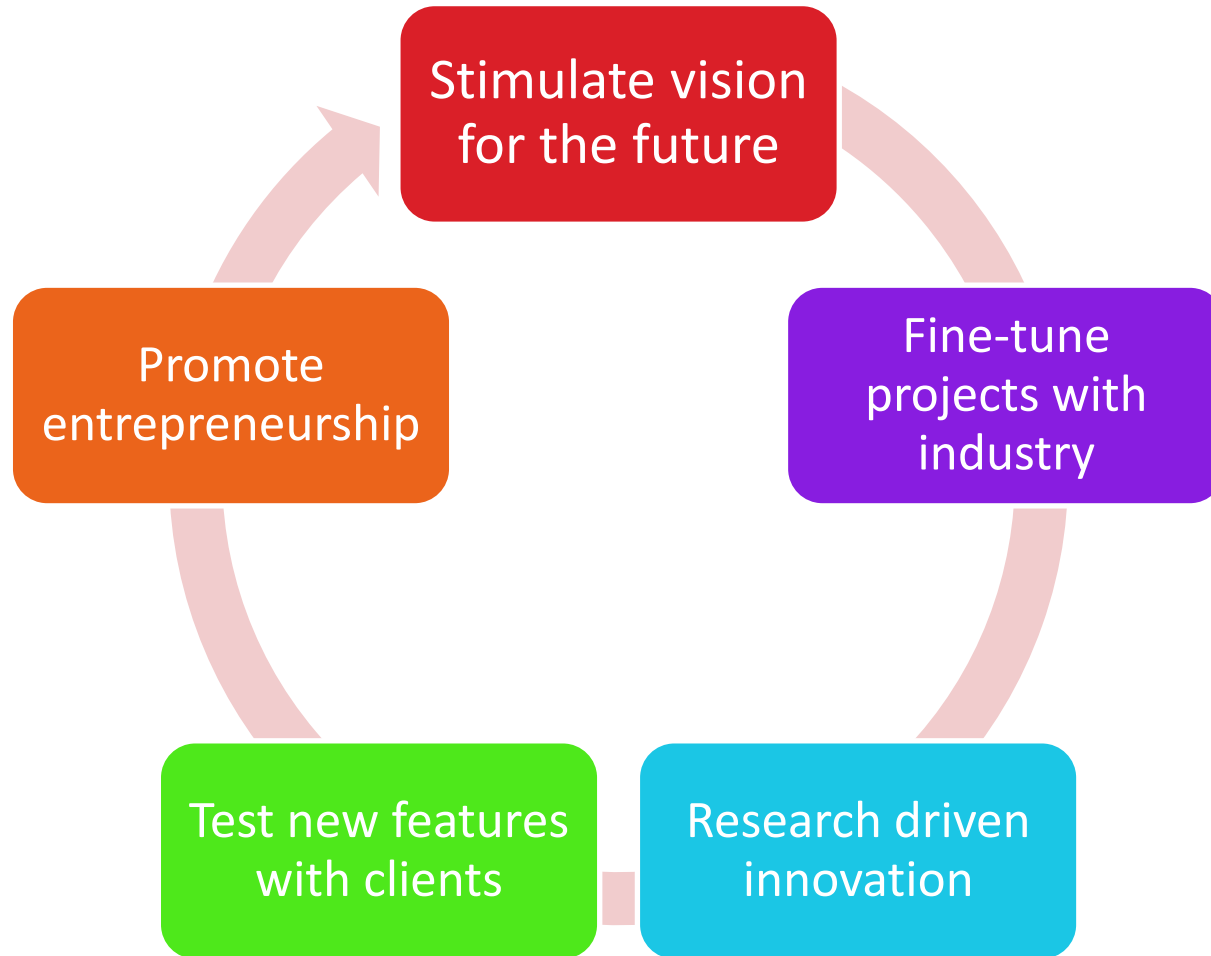 Stimulate vision
for the future
Fine-tune
projects with
industry
Research driven
innovation
Test new features
with clients
Promote
entrepreneurship